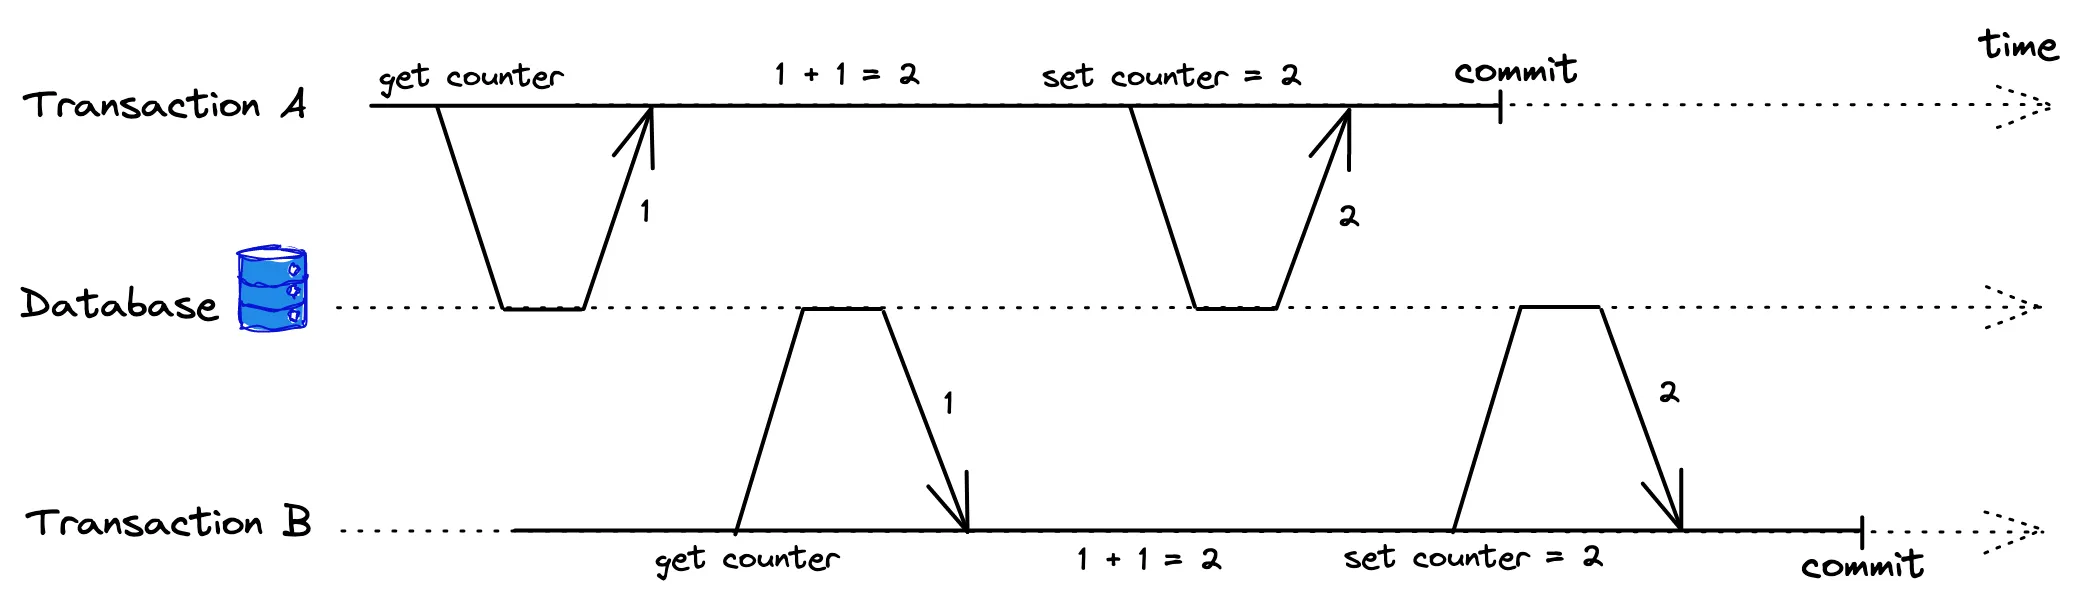 time
get counter
1 + 1 = 2
set counter = 2
commit
Transaction A
1
2
Database
1
2
Transaction B
get counter
1 + 1 = 2
set counter = 2
commit